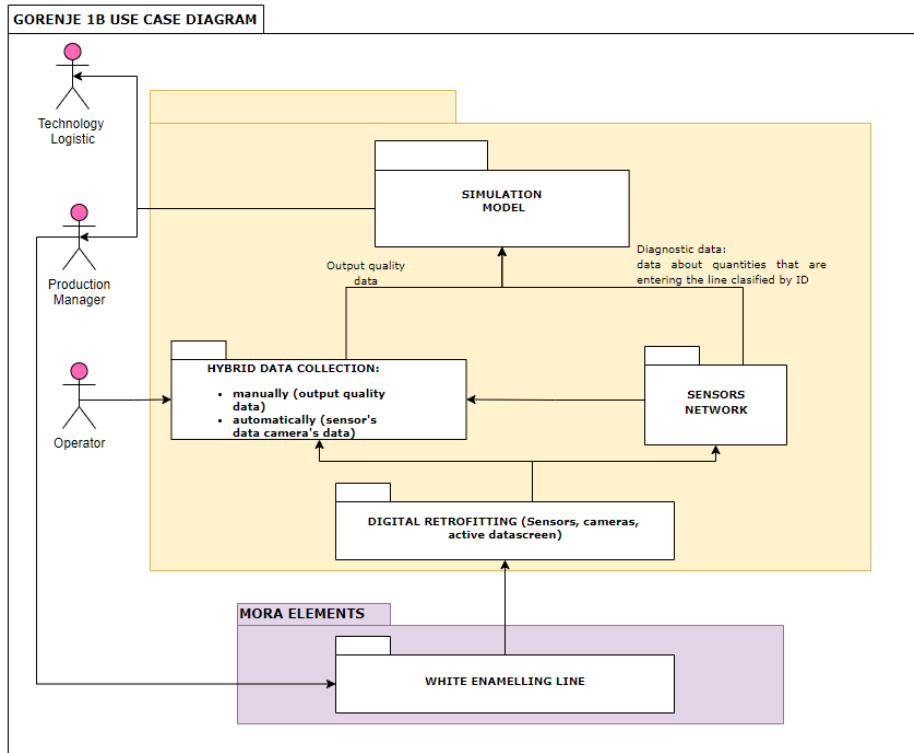 GORENJE 1B USE CASE DIAGRAM
Technology
Logistic
SIMULATION
MODEL
Production
Manager
Output quality
data
Diagnostic data:
data about quantities that are
entering the line clasified by ID
HYBRID DATA COLLECTION:
• manually (output quality
data)
• automatically (sensor's
data camera's data)
SENSORS
NETWORK
Operator
DIGITAL RETROFITTING (Sensors, cameras,
active datascreen)
MORA ELEMENTS
WHITE ENAMELLING LINE